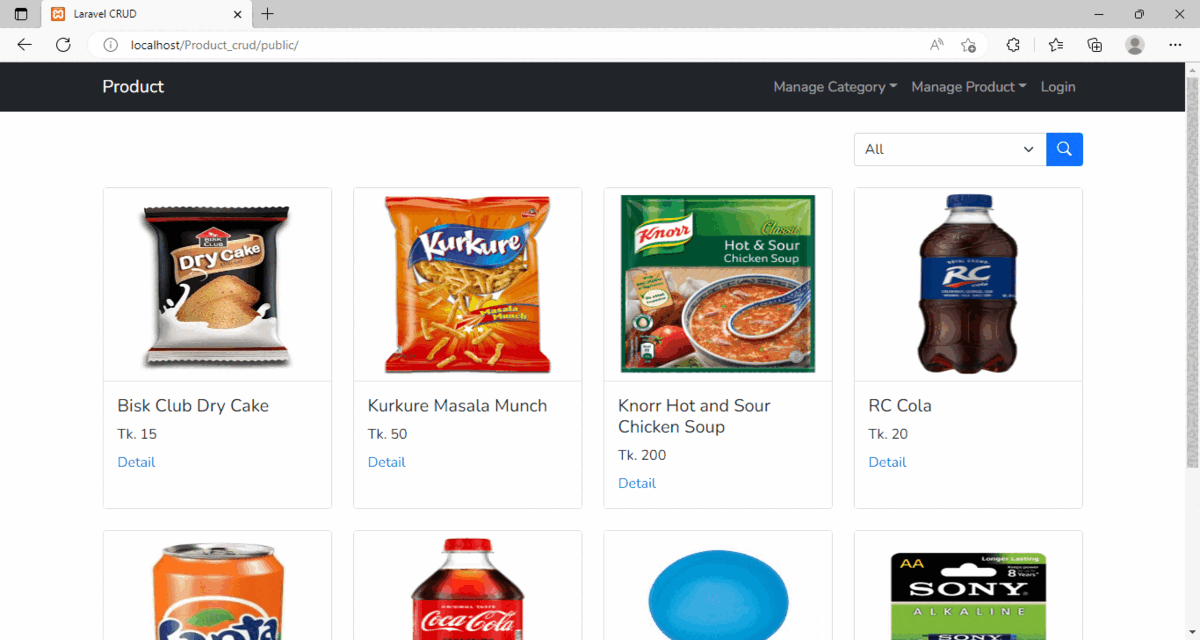 Laravel CRUD
localhost/Product_crud/public/
Product
Manage Category
Manage Product
Login
All
BISK CLUB
Dry Cake
Kurkure
Masala
Munch
Knorr
Classic
Hot & Sour
Chicken Soup
RC
cola
Bisk Club Dry Cake
Tk. 15
Detail
Kurkure Masala Munch
Tk. 50
Detail
Knorr Hot and Sour
Chicken Soup
Tk. 200
Detail
RC Cola
Tk. 20
Detail
Fanta
ORIGINAL TASTE
Coca-Cola
AA
Longer Lasting
8 Years
SONY
ALKALINE
SONY